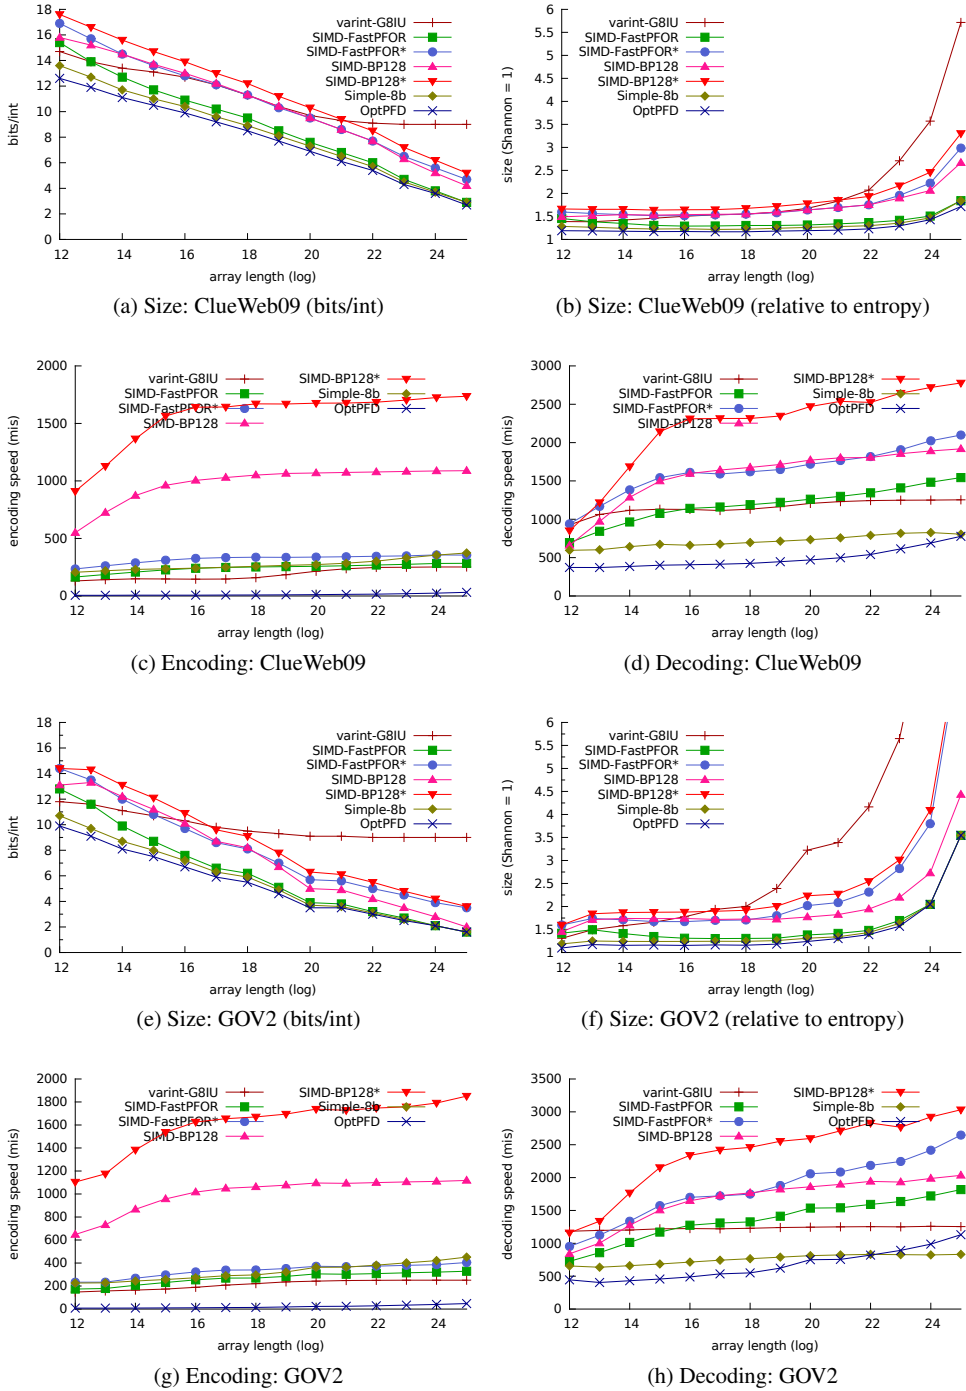 18
16
14
12
10
8
6
4
2
0
bits/int
12 14 16 18 20 22 24
array length (log)
varint-G8IU
SIMD-FastPFOR
SIMD-FastPFOR*
SIMD-BP128
SIMD-BP128*
Simple-8b
OptPFD
(a) Size: ClueWeb09 (bits/int)
6
5.5
5
4.5
4
3.5
3
2.5
2
1.5
1
size (Shannon = 1)
12 14 16 18 20 22 24
array length (log)
varint-G8IU
SIMD-FastPFOR
SIMD-FastPFOR*
SIMD-BP128
SIMD-BP128*
Simple-8b
OptPFD
(b) Size: ClueWeb09 (relative to entropy)
2000
1500
1000
500
0
encoding speed (mis)
12 14 16 18 20 22 24
array length (log)
varint-G8IU
SIMD-FastPFOR
SIMD-FastPFOR*
SIMD-BP128
SIMD-BP128*
Simple-8b
OptPFD
(c) Encoding: ClueWeb09
3000
2500
2000
1500
1000
500
0
decoding speed (mis)
12 14 16 18 20 22 24
array length (log)
varint-G8IU
SIMD-FastPFOR
SIMD-FastPFOR*
SIMD-BP128
SIMD-BP128*
Simple-8b
OptPFD
(d) Decoding: ClueWeb09
18
16
14
12
10
8
6
4
2
0
bits/int
12 14 16 18 20 22 24
array length (log)
varint-G8IU
SIMD-FastPFOR
SIMD-FastPFOR*
SIMD-BP128
SIMD-BP128*
Simple-8b
OptPFD
(e) Size: GOV2 (bits/int)
6
5.5
5
4.5
4
3.5
3
2.5
2
1.5
1
size (Shannon = 1)
12 14 16 18 20 22 24
array length (log)
varint-G8IU
SIMD-FastPFOR
SIMD-FastPFOR*
SIMD-BP128
SIMD-BP128*
Simple-8b
OptPFD
(f) Size: GOV2 (relative to entropy)
2000
1800
1600
1400
1200
1000
800
600
400
200
0
encoding speed (mis)
12 14 16 18 20 22 24
array length (log)
varint-G8IU
SIMD-FastPFOR
SIMD-FastPFOR*
SIMD-BP128
SIMD-BP128*
Simple-8b
OptPFD
(g) Encoding: GOV2
3500
3000
2500
2000
1500
1000
500
0
decoding speed (mis)
12 14 16 18 20 22 24
array length (log)
varint-G8IU
SIMD-FastPFOR
SIMD-FastPFOR*
SIMD-BP128
SIMD-BP128*
Simple-8b
OptPFD
(h) Decoding: GOV2